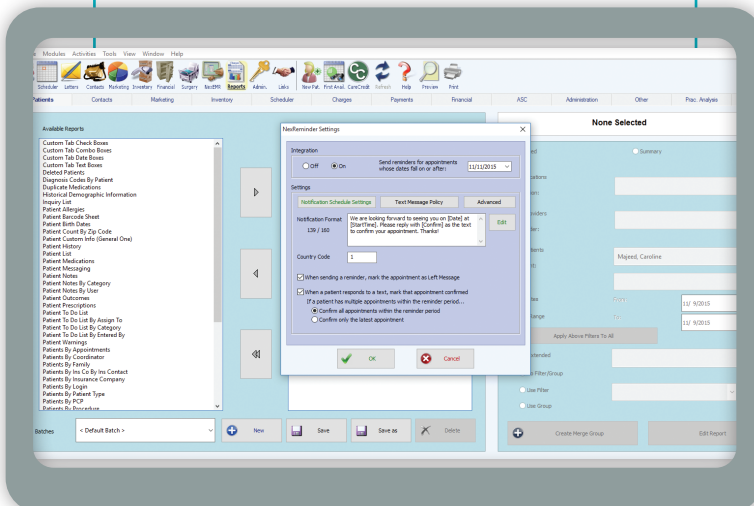 Modules Activities Tools View Window Help
Scheduler Letters Contacts Marketing Inventory Financial Surgery NexEMR Reports Admin. Links New Pat. First Avail. CareCredit Refresh Help Preview Print
Patients Contacts Marketing Inventory Scheduler Charges Payments Financial ASC Administration Other Prac. Analysis
Available Reports
Custom Tab Check Boxes
Custom Tab Combo Boxes
Custom Tab Date Boxes
Custom Tab Text Boxes
Deleted Patients
Diagnosis Codes By Patient
Duplicate Medications
Historical Demographic Information
Inquiry List
Patient Allergies
Patient Barcode Sheet
Patient Birth Dates
Patient Count By Zip Code
Patient Custom Info (General One)
Patient History
Patient List
Patient Medications
Patient Messaging
Patient Notes
Patient Notes By Category
Patient Notes By User
Patient Outcomes
Patient Prescriptions
Patient To Do List
Patient To Do List By Assign To
Patient To Do List By Category
Patient To Do List By Entered By
Patient Warnings
Patients By Appointments
Patients By Coordinator
Patients By Family
Patients By Ins Co By Ins Contact
Patients By Insurance Company
Patients By Login
Patients By Patient Type
Patients By PCP
Patients By Procedure
Batches < Default Batch > New Save Save as Delete
NexReminder Settings
Integration
Off On Send reminders for appointments
whose dates fall on or after: 11/11/2015
Settings
Notification Schedule Settings Text Message Policy Advanced
Notification Format
139 / 160
We are looking forward to seeing you on [Date] at
[StartTime]. Please reply with [Confirm] as the text
to confirm your appointment. Thanks!
Edit
Country Code 1
When sending a reminder, mark the appointment as Left Message
When a patient responds to a text, mark that appointment confirmed
If a patient has multiple appointments within the reminder period...
Confirm all appointments within the reminder period
Confirm only the latest appointment
OK Cancel
None Selected
Summary
Majeed, Caroline
From: 11/ 9/2015
To: 11/ 9/2015
Apply Above Filters To All
Filter/Group
Use Filter
Use Group
Create Merge Group Edit Report